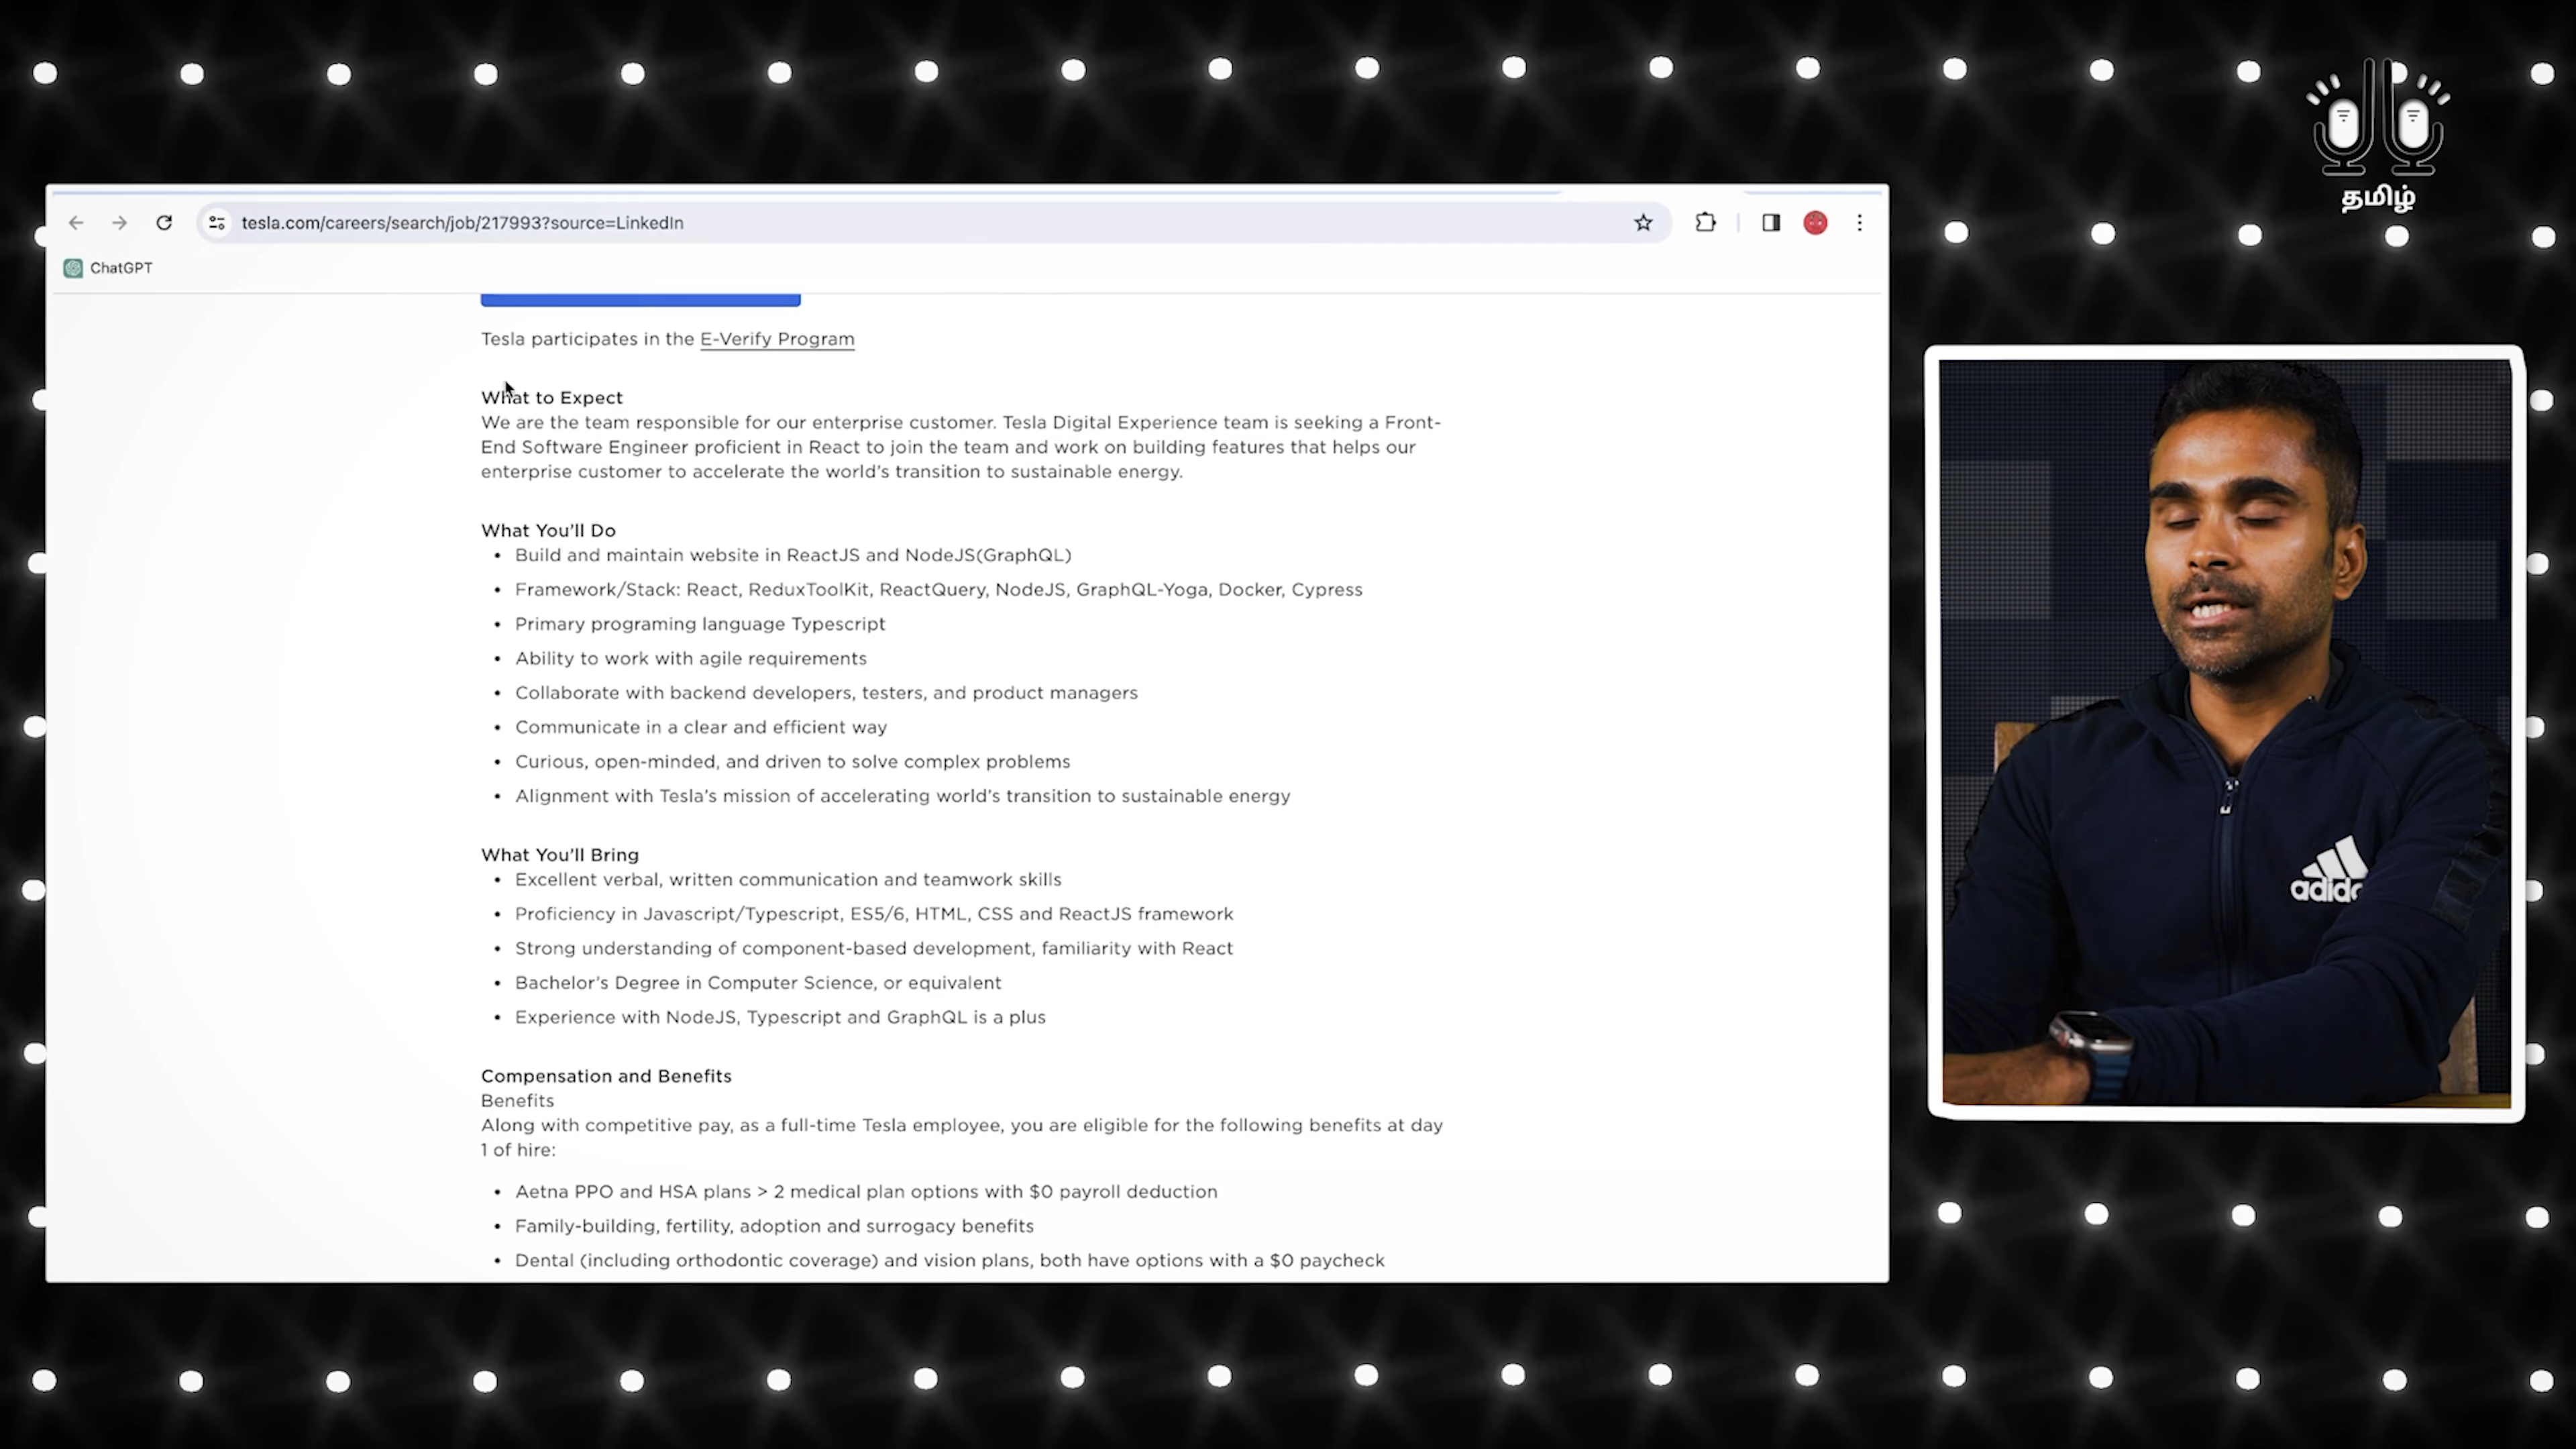 தமிழ்
tesla.com/careers/search/job/217993?source=LinkedIn
ChatGPT
Tesla participates in the E-Verify Program
What to Expect
We are the team responsible for our enterprise customer. Tesla Digital Experience team is seeking a Front-
End Software Engineer proficient in React to join the team and work on building features that helps our
enterprise customer to accelerate the world's transition to sustainable energy.
What You'll Do
• Build and maintain website in ReactJS and NodeJS(GraphQL)
• Framework/Stack: React, ReduxToolKit, ReactQuery, NodeJS, GraphQL-Yoga, Docker, Cypress
• Primary programing language Typescript
• Ability to work with agile requirements
• Collaborate with backend developers, testers, and product managers
• Communicate in a clear and efficient way
• Curious, open-minded, and driven to solve complex problems
• Alignment with Tesla's mission of accelerating world's transition to sustainable energy
What You'll Bring
• Excellent verbal, written communication and teamwork skills
• Proficiency in Javascript/Typescript, ES5/6, HTML, CSS and ReactJS framework
• Strong understanding of component-based development, familiarity with React
• Bachelor's Degree in Computer Science, or equivalent
• Experience with NodeJS, Typescript and GraphQL is a plus
Compensation and Benefits
Benefits
Along with competitive pay, as a full-time Tesla employee, you are eligible for the following benefits at day
1 of hire:
• Aetna PPO and HSA plans > 2 medical plan options with $0 payroll deduction
• Family-building, fertility, adoption and surrogacy benefits
• Dental (including orthodontic coverage) and vision plans, both have options with a $0 paycheck
adida